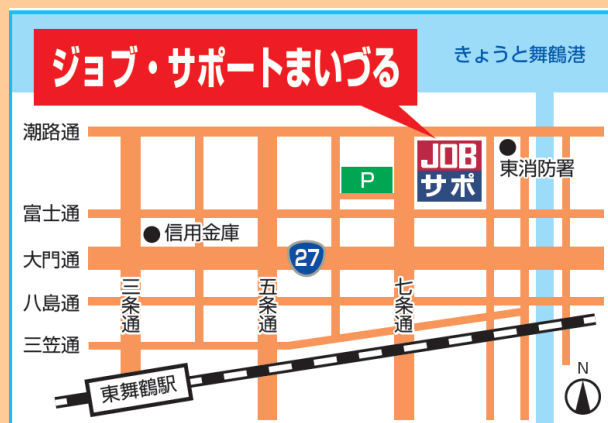 ジョブ・サポートまいづる
きょうと舞鶴港
潮路通
JOB
サポ
東消防署
P
富士通
信用金庫
大門通
27
八島通
三条通
五条通
七条通
三笠通
東舞鶴駅
N